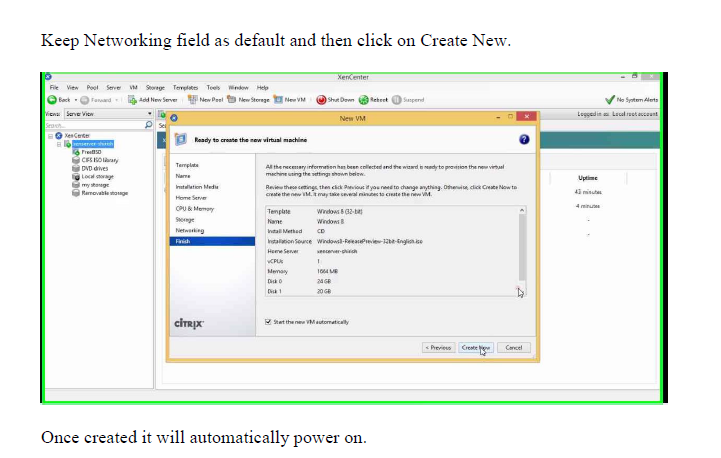 Keep Networking field as default and then click on Create New.
XenCenter
File View Pool Server VM Storage Templates Tools Window Help
Back Forward Add New Server New Pool New Storage New VM Shut Down Reboot Suspend No System Alerts
Views: Server View Logged in as: Local root account
Search...
XenCenter
xenserver-shirish
FreeBSD
CIFS ISO library
DVD drives
Local storage
my storage
Removable storage
New VM
Ready to create the new virtual machine
Template
Name
Installation Media
Home Server
CPU & Memory
Storage
Networking
Finish
CITRIX
All the necessary information has been collected and the wizard is ready to provision the new virtual
machine using the settings shown below.
Review these settings, then click Previous if you need to change anything. Otherwise, click Create Now to
create the new VM. It may take several minutes to create the new VM.
Template Windows 8 (32-bit)
Name Windows 8
Install Method CD
Installation Source Windows8-ReleasePreview-32bit-English.iso
Home Server xenserver-shirish
vCPUs 1
Memory 1664 MB
Disk 0 24 GB
Disk 1 20 GB
Start the new VM automatically
< Previous Create Now Cancel
Uptime
43 minutes
4 minutes
-
-
Once created it will automatically power on.